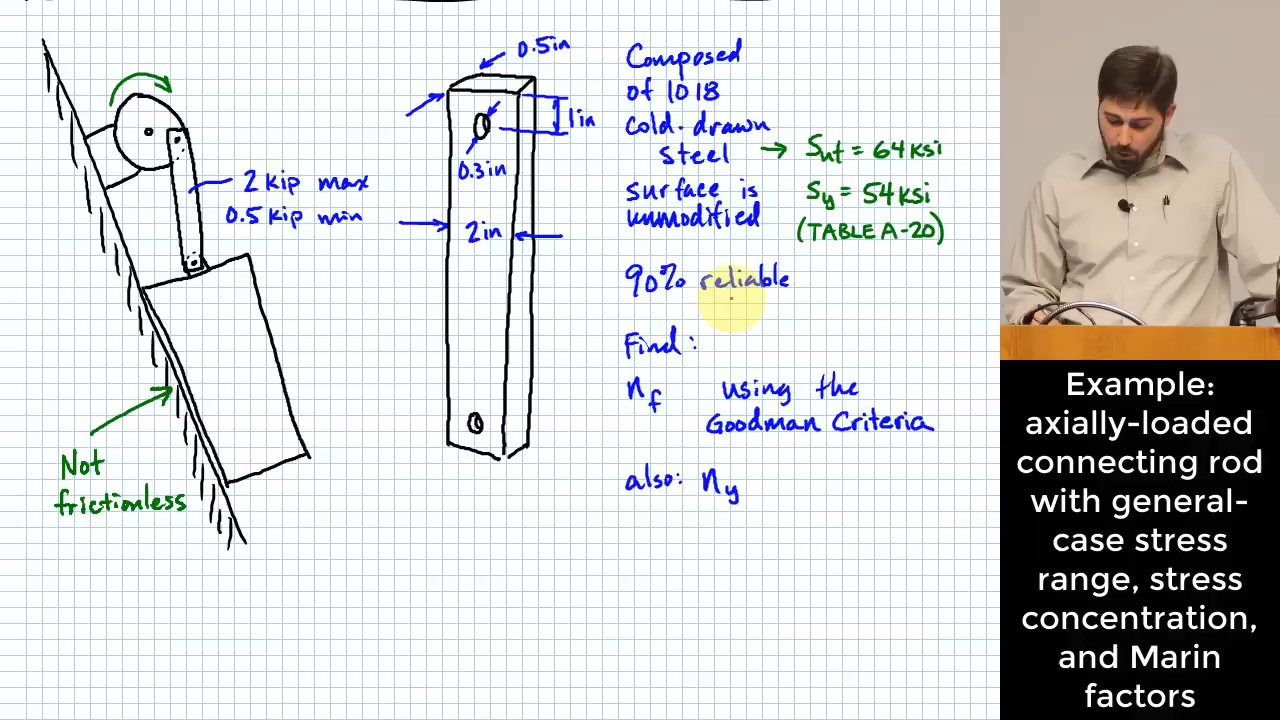 2 kip max
0.5 kip min
Not
frictionless
0.5in
1in
0.3in
2in
Composed
of 1018
cold-drawn
steel → Sut = 64 ksi
surface is
unmodified
Sy = 54 ksi
(TABLE A-20)
90% reliable
Find:
nf using the
Goodman Criteria
also: ny
Example:
axially-loaded
connecting rod
with general-
case stress
range, stress
concentration,
and Marin
factors